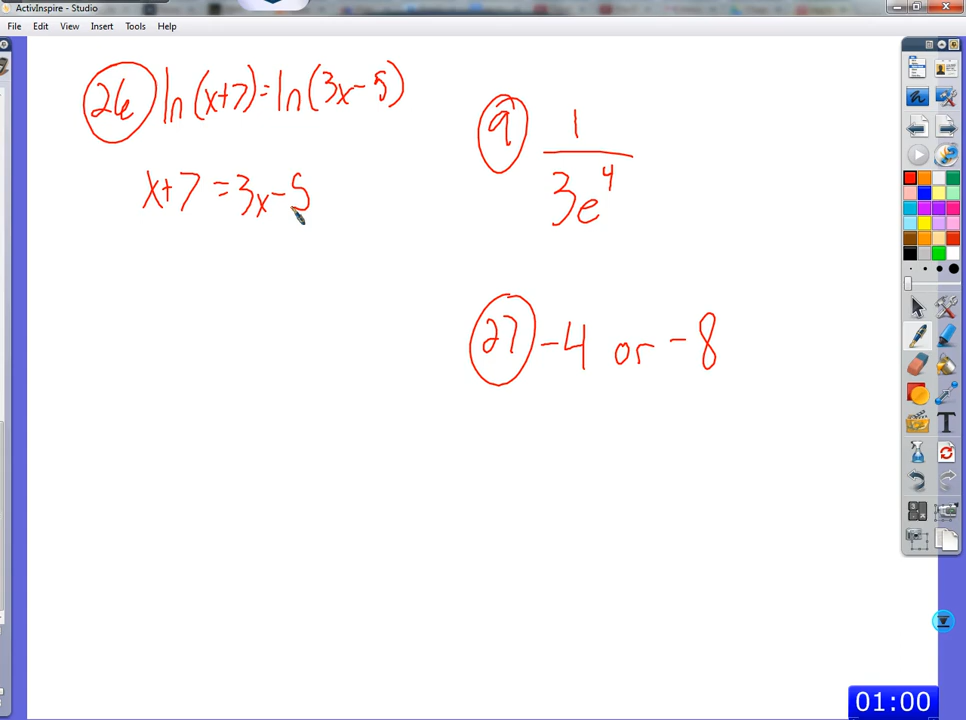 ActivInspire - Studio
File Edit View Insert Tools Help
26 ln(x+7)=ln(3x-5)
x+7=3x-5
9 1
3e^4
27 -4 or -8
01:00